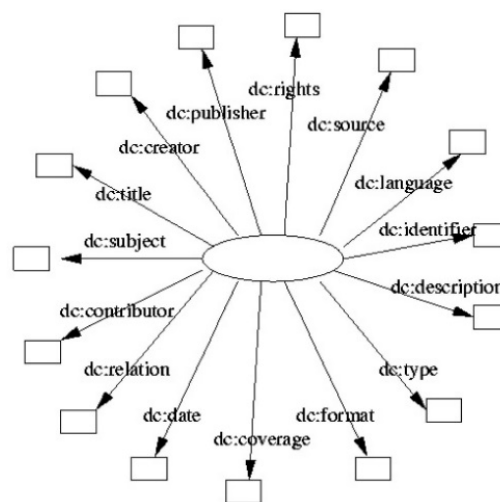 dc:rights
dc:publisher
dc:source
dc:creator
dc:language
dc:title
dc:identifier
dc:subject
dc:description
dc:contributor
dc:relation
dc:type
dc:date
dc:format
dc:coverage